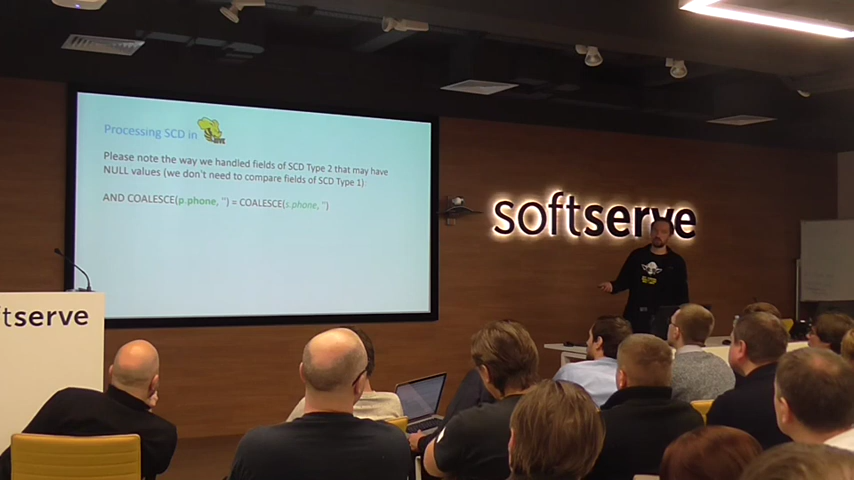 Processing SCD in HIVE
Please note the way we handled fields of SCD Type 2 that may have
NULL values (we don't need to compare fields of SCD Type 1):
AND COALESCE(p.phone, '') = COALESCE(s.phone, '')
softserve
tserve